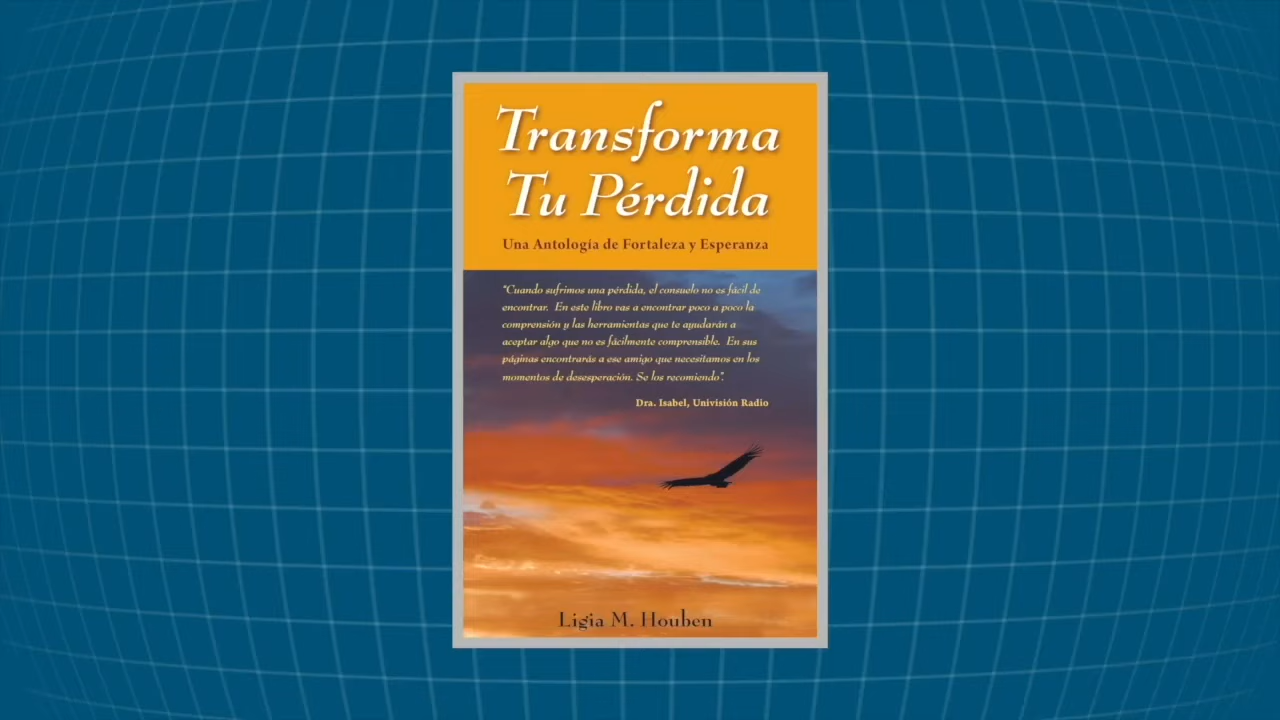 Transforma
Tu Pérdida
Una Antología de Fortaleza y Esperanza
"Cuando sufrimos una pérdida, el consuelo no es fácil de
encontrar. En este libro vas a encontrar poco a poco la
comprensión y las herramientas que te ayudarán a
aceptar algo que no es fácilmente comprensible. En sus
páginas encontrarás a ese amigo que necesitamos en los
momentos de desesperación. Se los recomiendo".
Dra. Isabel, Univisión Radio
Ligia M. Houben